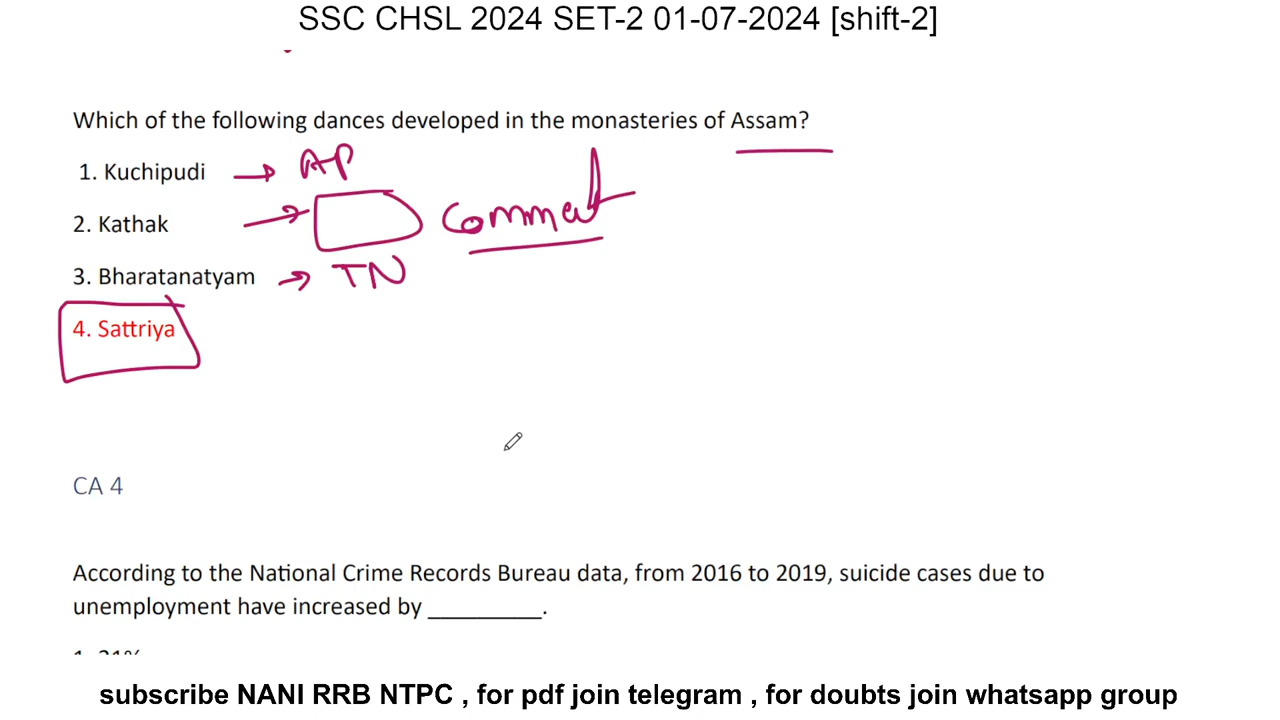 SSC CHSL 2024 SET-2 01-07-2024 [shift-2]
Which of the following dances developed in the monasteries of Assam?
1. Kuchipudi → AP
2. Kathak → Comment
3. Bharatanatyam → TN
4. Sattriya
CA 4
According to the National Crime Records Bureau data, from 2016 to 2019, suicide cases due to
unemployment have increased by _________.
subscribe NANI RRB NTPC , for pdf join telegram , for doubts join whatsapp group